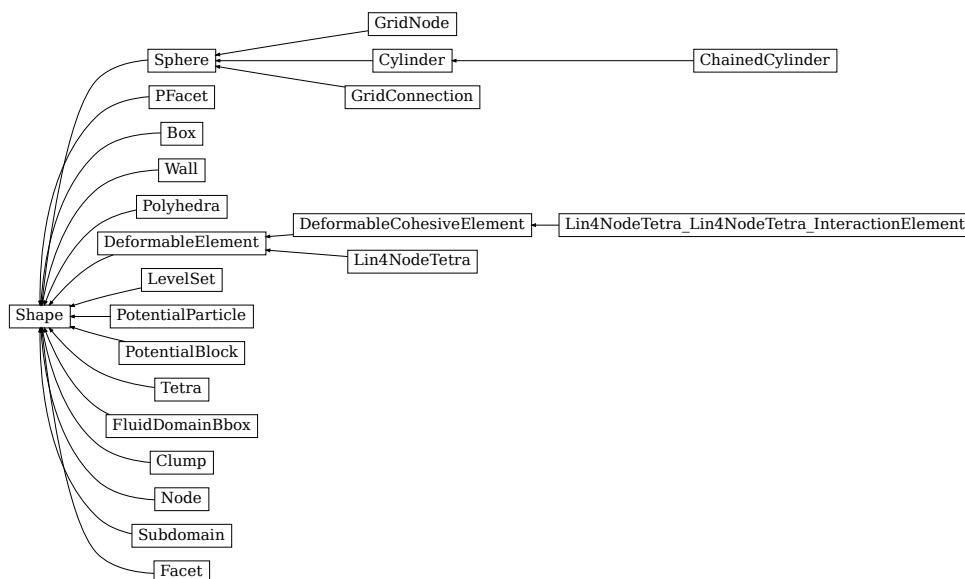 GridNode
Sphere
Cylinder
ChainedCylinder
PFacet
GridConnection
Box
Wall
Polyhedra
DeformableCohesiveElement
Lin4NodeTetra_Lin4NodeTetra_InteractionElement
DeformableElement
Lin4NodeTetra
LevelSet
Shape
PotentialParticle
PotentialBlock
Tetra
FluidDomainBbox
Clump
Node
Subdomain
Facet